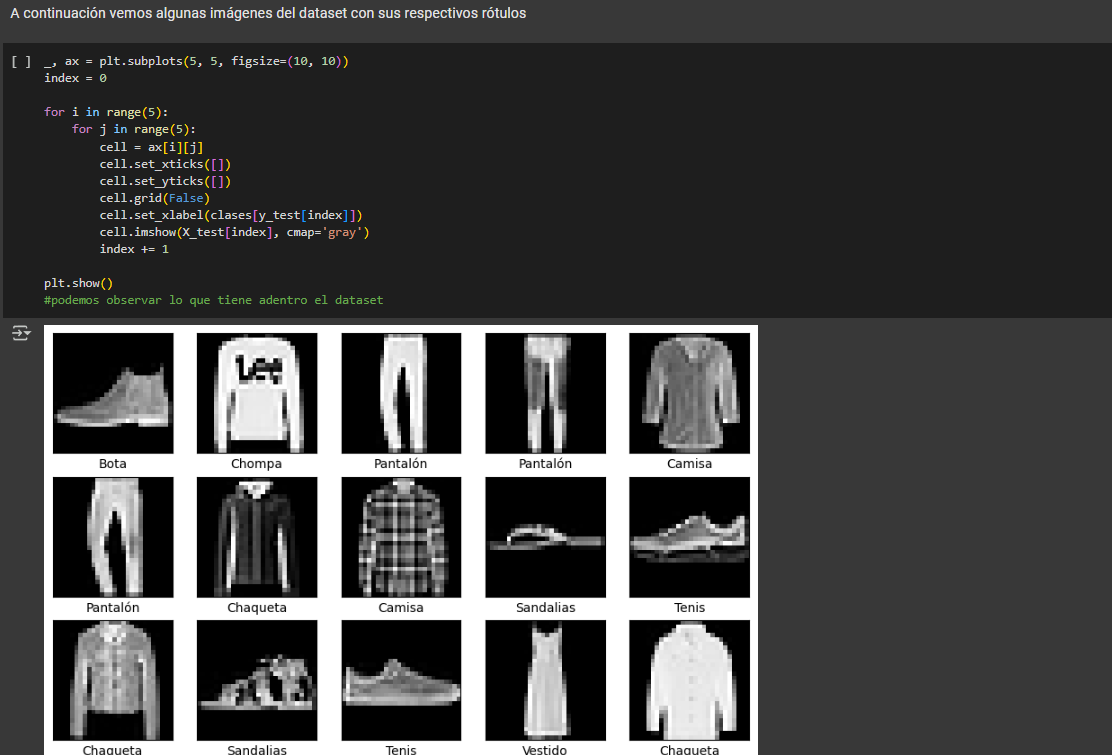 A continuación vemos algunas imágenes del dataset con sus respectivos rótulos
[ ] _, ax = plt.subplots(5, 5, figsize=(10, 10))
index = 0
for i in range(5):
    for j in range(5):
        cell = ax[i][j]
        cell.set_xticks([])
        cell.set_yticks([])
        cell.grid(False)
        cell.set_xlabel(clases[y_test[index]])
        cell.imshow(X_test[index], cmap='gray')
        index += 1
plt.show()
#podemos observar lo que tiene adentro el dataset
Lee
Bota Chompa Pantalón Pantalón Camisa
Pantalón Chaqueta Camisa Sandalias Tenis
Chaqueta Sandalias Tenis Vestido Chaqueta